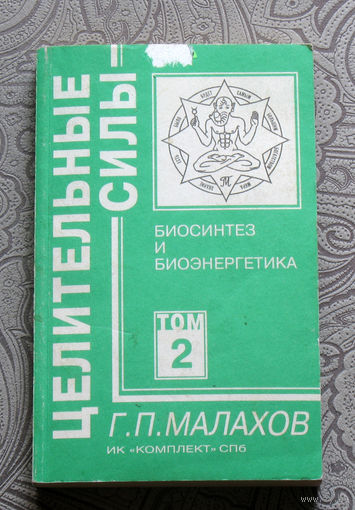 ЦЕЛИТЕЛЬНЫЕ
СИЛЫ
БИОСИНТЕЗ
И
БИОЭНЕРГЕТИКА
ТОМ
2
Г.П.МАЛАХОВ
ИК «КОМПЛЕКТ» СПб